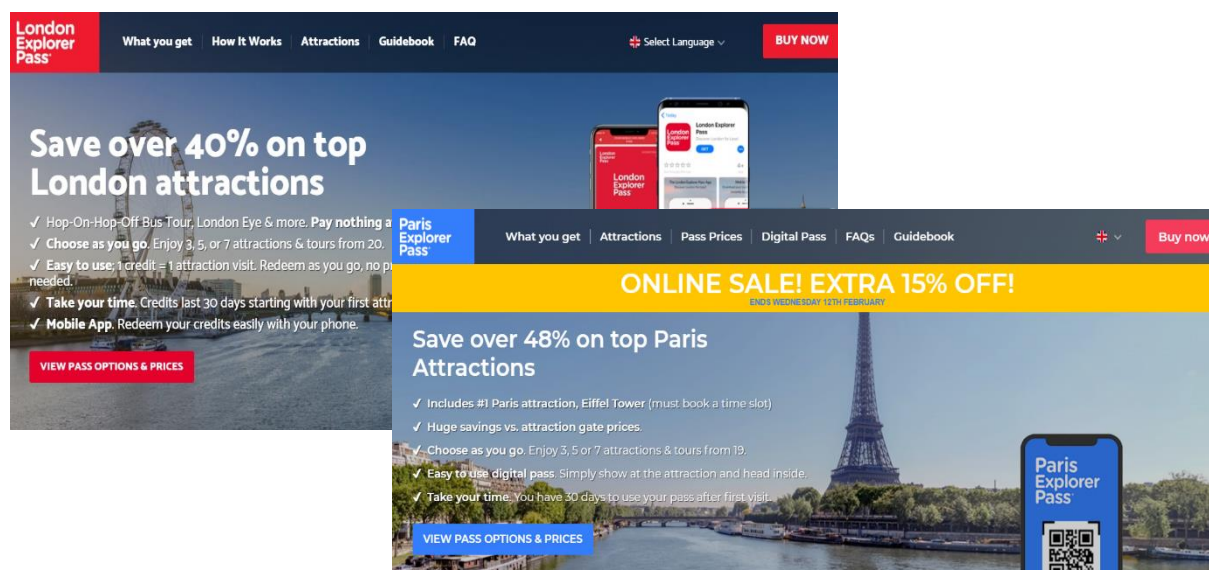 London
Explorer
Pass
What you get
How It Works
Attractions
Guidebook
FAQ
Select Language
BUY NOW
Save over 40% on top
London attractions
✓ Hop-On-Hop-Off Bus Tour, London Eye & more. Pay nothing a
✓ Choose as you go. Enjoy 3, 5, or 7 attractions & tours from 20.
✓ Easy to use; 1 credit = 1 attraction visit. Redeem as you go, no p
needed.
✓ Take your time. Credits last 30 days starting with your first attr
✓ Mobile App. Redeem your credits easily with your phone.
VIEW PASS OPTIONS & PRICES
London
Explorer
Pass
London Explorer
Pass
London
Explorer
Pass
GET
Paris
Explorer
Pass
What you get
Attractions
Pass Prices
Digital Pass
FAQs
Guidebook
Buy now
ONLINE SALE! EXTRA 15% OFF!
ENDS WEDNESDAY 12TH FEBRUARY
Save over 48% on top Paris
Attractions
✓ Includes #1 Paris attraction, Eiffel Tower (must book a time slot)
✓ Huge savings vs. attraction gate prices.
✓ Choose as you go. Enjoy 3, 5 or 7 attractions & tours from 19.
✓ Easy to use digital pass. Simply show at the attraction and head inside.
✓ Take your time. You have 30 days to use your pass after first visit.
VIEW PASS OPTIONS & PRICES
Paris
Explorer
Pass